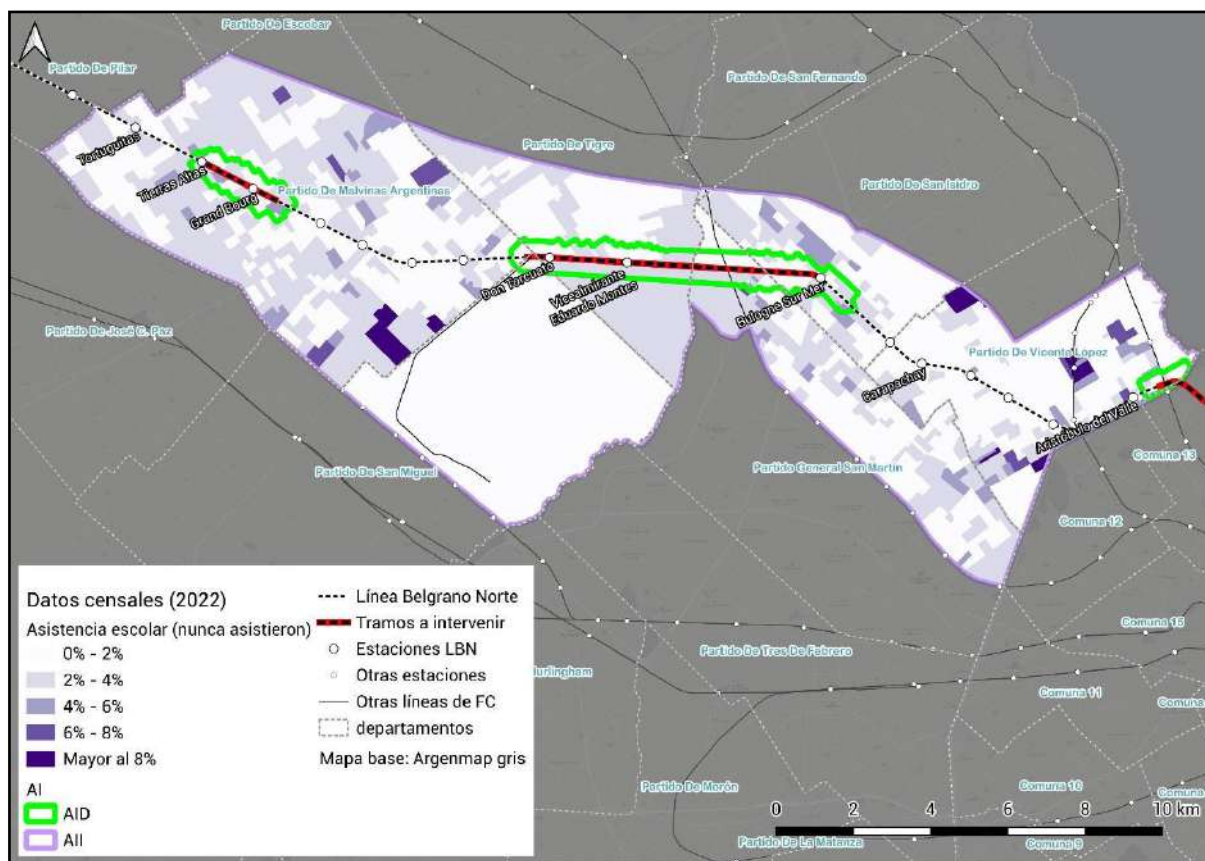 Partido De Escobar
Partido De Pilar
Partido De San Fernando
Tortuguitas
Partido De Tigre
Tierras Altas
Partido De Malvinas Argentinas
Partido De San Isidro
Grand Bourg
Don Torcuato
Vicealmirante
Eduardo Montes
Bulogne Sur Mer
Partido De José C. Paz
Partido De Vicente López
Carapachay
Aristóbulo del Valle
Partido De San Miguel
Partido General San Martín
Comuna 13
Comuna 12
Datos censales (2022)
Asistencia escolar (nunca asistieron)
0% - 2%
2% - 4%
4% - 6%
6% - 8%
Mayor al 8%
AI
AID
AII
Línea Belgrano Norte
Tramos a intervenir
Estaciones LBN
Otras estaciones
Otras líneas de FC
departamentos
Mapa base: Argenmap gris
Comuna 15
Partido De Tres De Febrero
Comuna 11
Comuna
Partido De Morón
Comuna 10
Comuna
Partido De La Matanza
Comuna 9
0 2 4 6 8 10 km